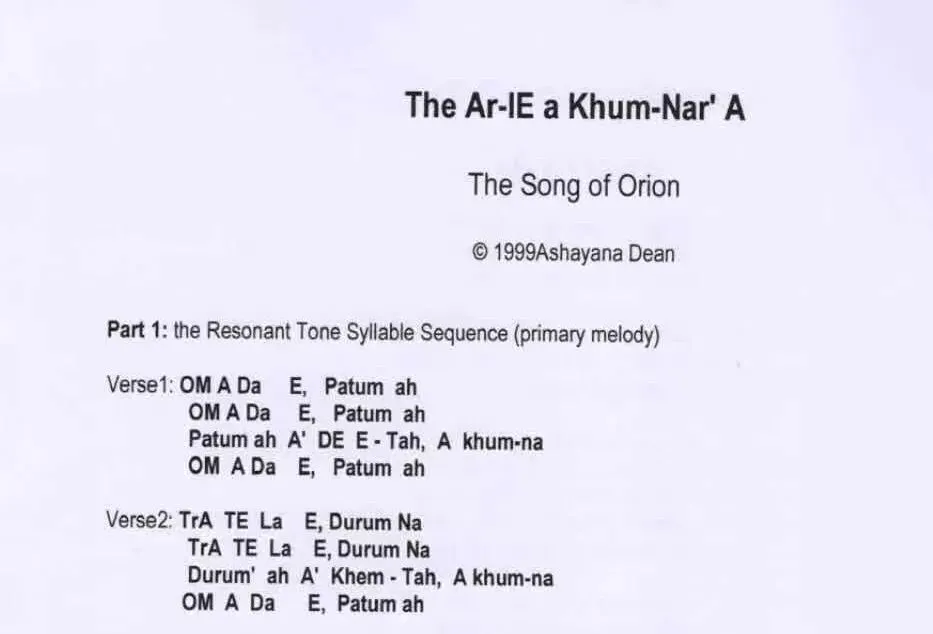 The Ar-IE a Khum-Nar' A
The Song of Orion
© 1999Ashayana Dean
Part 1: the Resonant Tone Syllable Sequence (primary melody)
Verse1: OM A Da E, Patum ah
OM A Da E, Patum ah
Patum ah A' DE E - Tah, A khum-na
OM A Da E, Patum ah
Verse2: TrA TE La E, Durum Na
TrA TE La E, Durum Na
Durum' ah A' Khem - Tah, A khum-na
OM A Da E, Patum ah